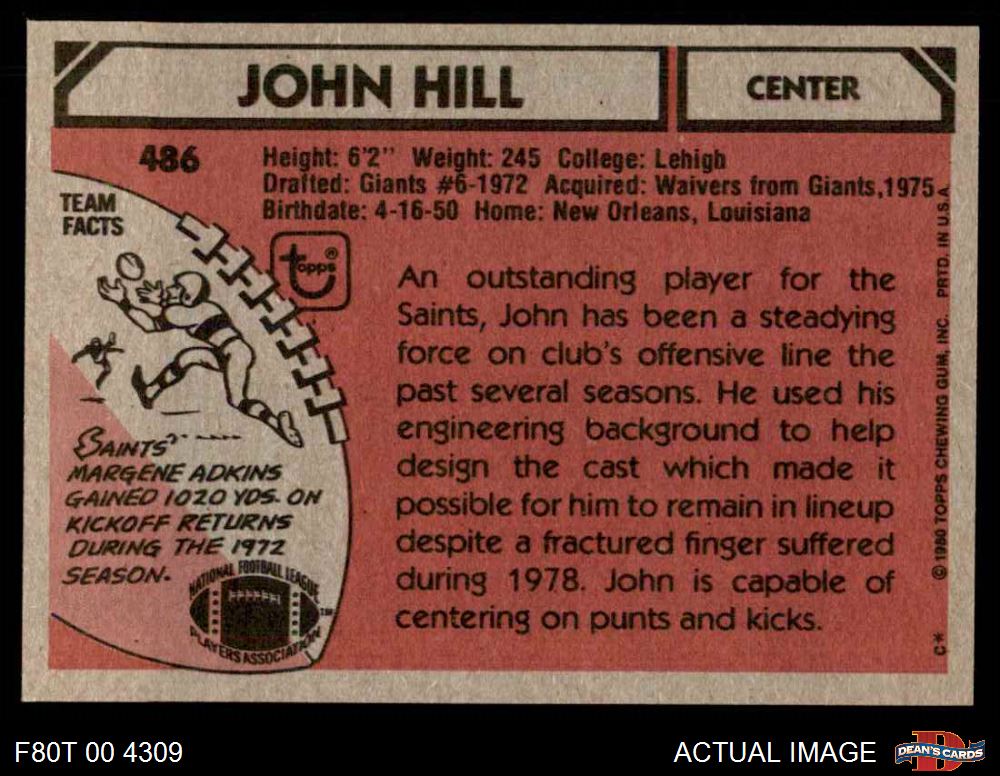 JOHN HILL
CENTER
486
Height: 6'2" Weight: 245 College: Lehigh
Drafted: Giants #6-1972 Acquired: Waivers from Giants,1975
Birthdate: 4-16-50 Home: New Orleans, Louisiana
TEAM
FACTS
topps®
An outstanding player for the
Saints, John has been a steadying
force on club's offensive line the
past several seasons. He used his
engineering background to help
design the cast which made it
possible for him to remain in lineup
despite a fractured finger suffered
during 1978. John is capable of
centering on punts and kicks.
SAINTS'
MARGENE ADKINS
GAINED 1020 YDS. ON
KICKOFF RETURNS
DURING THE 1972
SEASON.
NATIONAL FOOTBALL LEAGUE
PLAYERS ASSOCIATION
TM
C* © 1980 TOPPS CHEWING GUM, INC. PRTD. IN U.S.A.
F80T 00 4309
ACTUAL IMAGE
D
DEAN'S CARDS